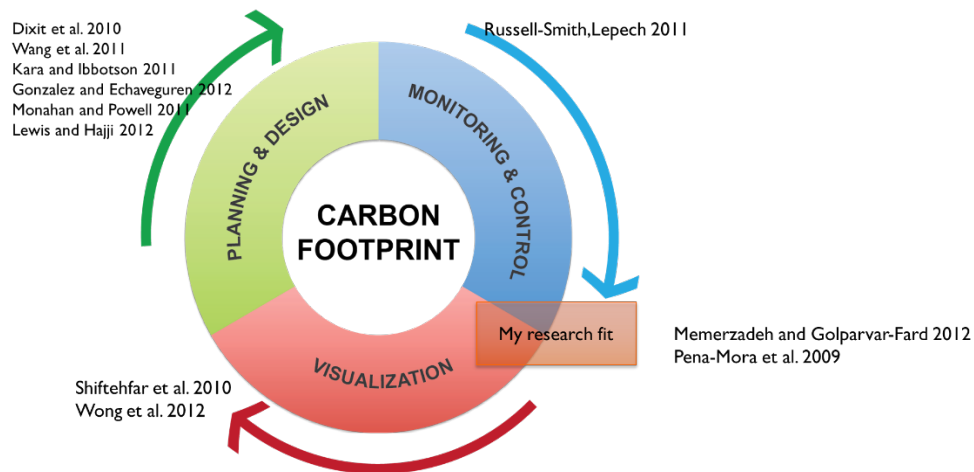 Dixit et al. 2010
Wang et al. 2011
Kara and Ibbotson 2011
Gonzalez and Echaveguren 2012
Monahan and Powell 2011
Lewis and Hajji 2012
Russell-Smith,Lepech 2011
PLANNING & DESIGN
MONITORING & CONTROL
CARBON
FOOTPRINT
My research fit
Memerzadeh and Golparvar-Fard 2012
Pena-Mora et al. 2009
VISUALIZATION
Shiftehfar et al. 2010
Wong et al. 2012